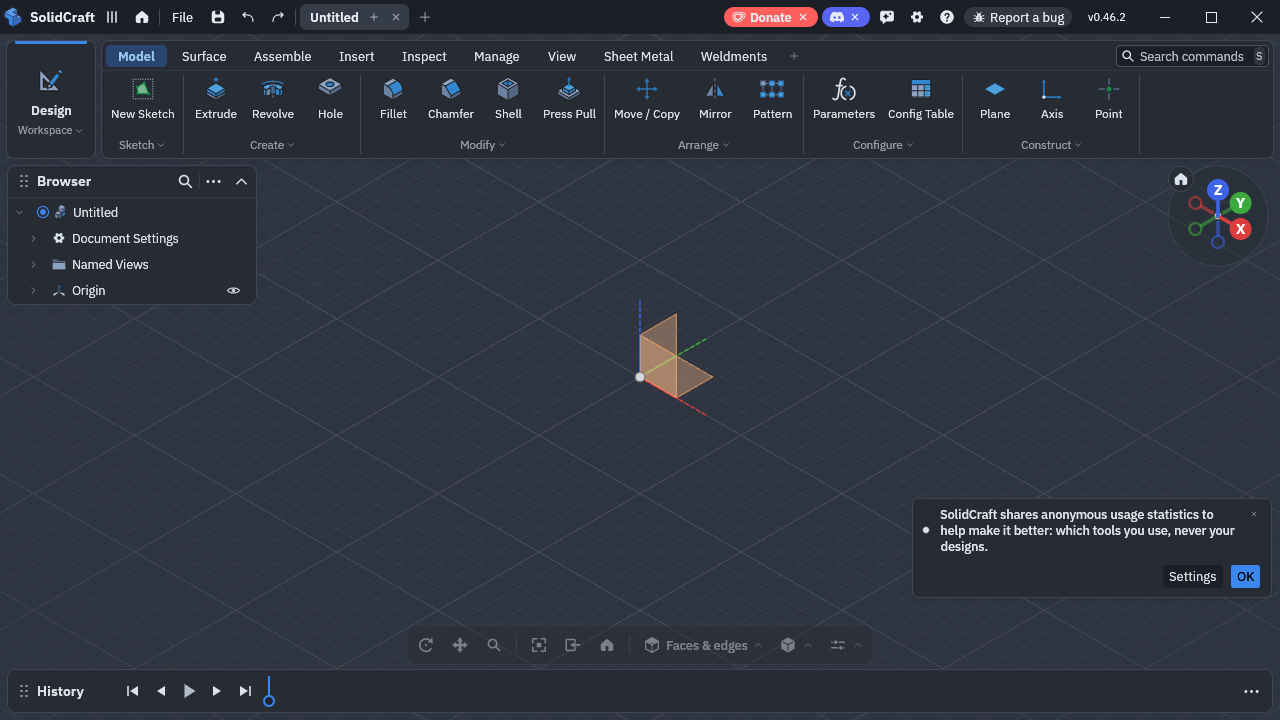 SolidCraft
File
Untitled
Donate
Report a bug
v0.46.2
Design
Workspace
Model
Surface
Assemble
Insert
Inspect
Manage
View
Sheet Metal
Weldments
Search commands
S
New Sketch
Extrude
Revolve
Hole
Fillet
Chamfer
Shell
Press Pull
Move / Copy
Mirror
Pattern
Parameters
Config Table
Plane
Axis
Point
Sketch
Create
Modify
Arrange
Configure
Construct
Browser
Untitled
Document Settings
Named Views
Origin
Z
Y
X
SolidCraft shares anonymous usage statistics to
help make it better: which tools you use, never your
designs.
Settings
OK
Faces & edges
History